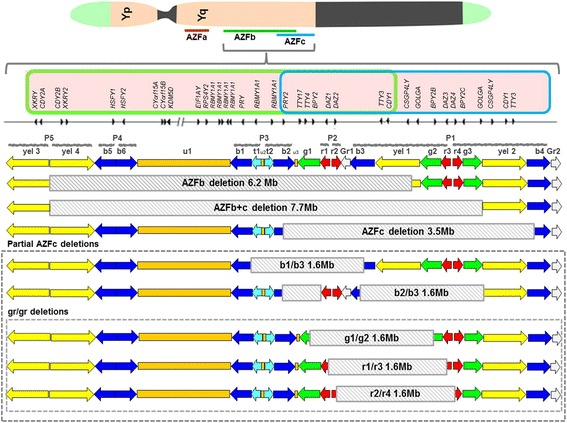 Yp
Yq
AZFa
AZFb
AZFc
XKRY
CDY2A
CDY2B
XKRY2
HSFY1
HSFY2
CYorf15A
CYorf15B
KDM5D
EIF1AY
RPS4Y2
RBMY1A1
RBMY1A1
RBMY1A1
RBMY1A1
PRY
RBMY1A1
RBMY1A1
PRY2
TTY17
TTY4
BPY2
DAZ1
DAZ2
TTY3
CDY1
CSGP4LY
GOLGA
BPY2B
DAZ3
DAZ4
BPY2C
GOLGA
CSGP4LY
CDY1
TTY3
P5 P4 P3 P2 P1
yel 3 yel 4 b5 b6 u1 b1 t1 t2 b2 u3 g1 r1 r2 Gr1 b3 yel 1 g2 r3 r4 g3 yel 2 b4 Gr2
AZFb deletion 6.2 Mb
AZFb+c deletion 7.7Mb
AZFc deletion 3.5Mb
Partial AZFc deletions
b1/b3 1.6Mb
b2/b3 1.6Mb
gr/gr deletions
g1/g2 1.6Mb
r1/r3 1.6Mb
r2/r4 1.6Mb